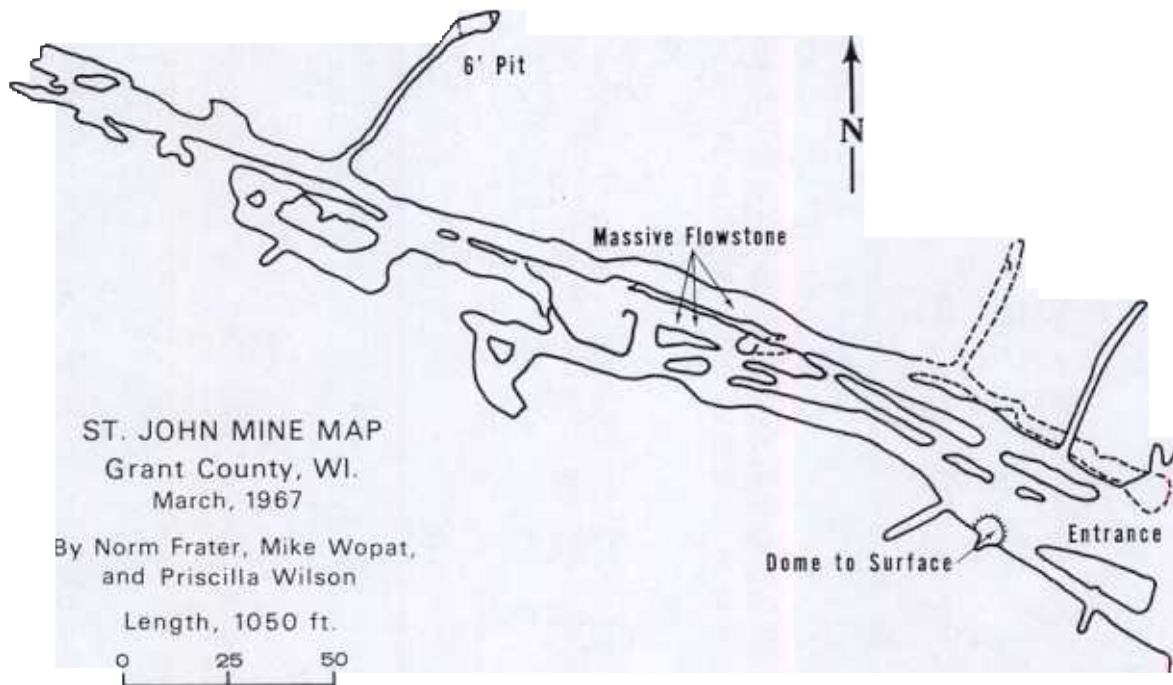 6' Pit
N
Massive Flowstone
ST. JOHN MINE MAP
Grant County, WI.
March, 1967
By Norm Frater, Mike Wopat,
and Priscilla Wilson
Length, 1050 ft.
0 25 50
Entrance
Dome to Surface